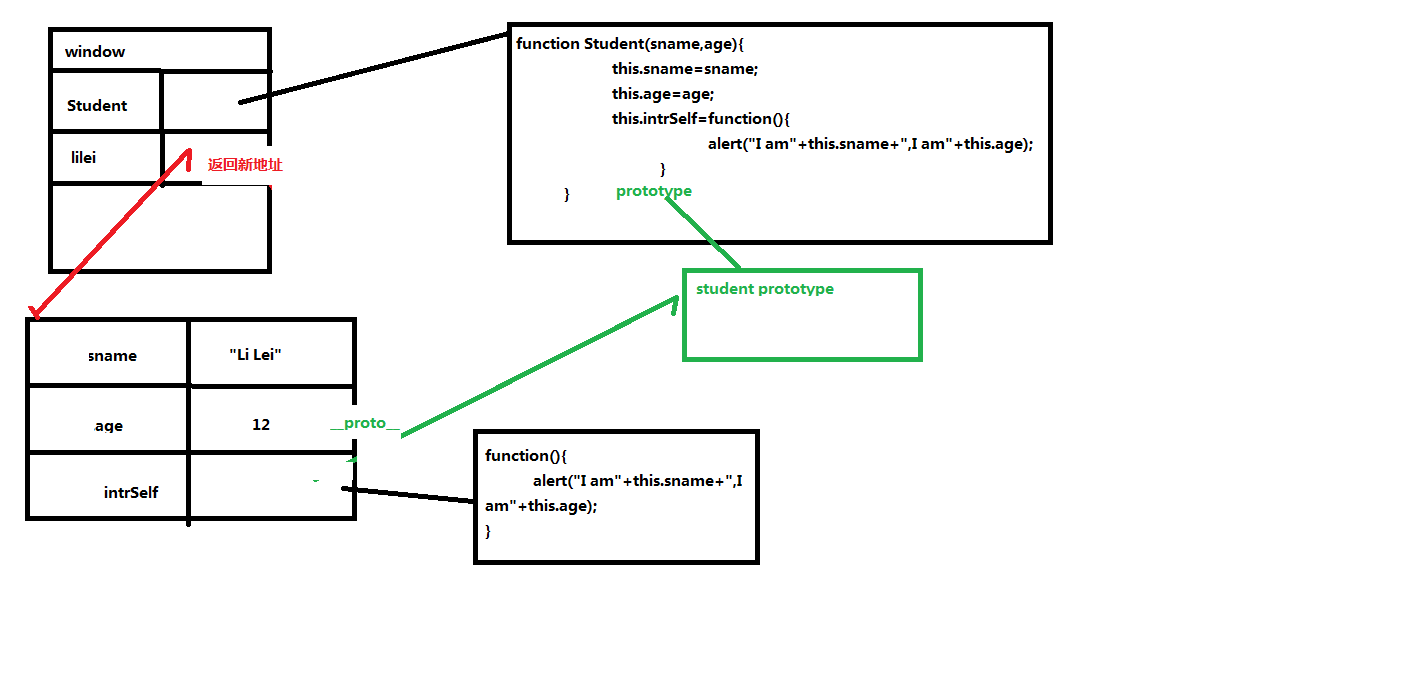 window
Student
lilei
返回新地址
function Student(sname,age){
this.sname=sname;
this.age=age;
this.intrSelf=function(){
alert("I am"+this.sname+",I am"+this.age);
}
}
prototype
student prototype
sname
"Li Lei"
.age
12
__proto__
intrSelf
function(){
alert("I am"+this.sname+",I
am"+this.age);
}